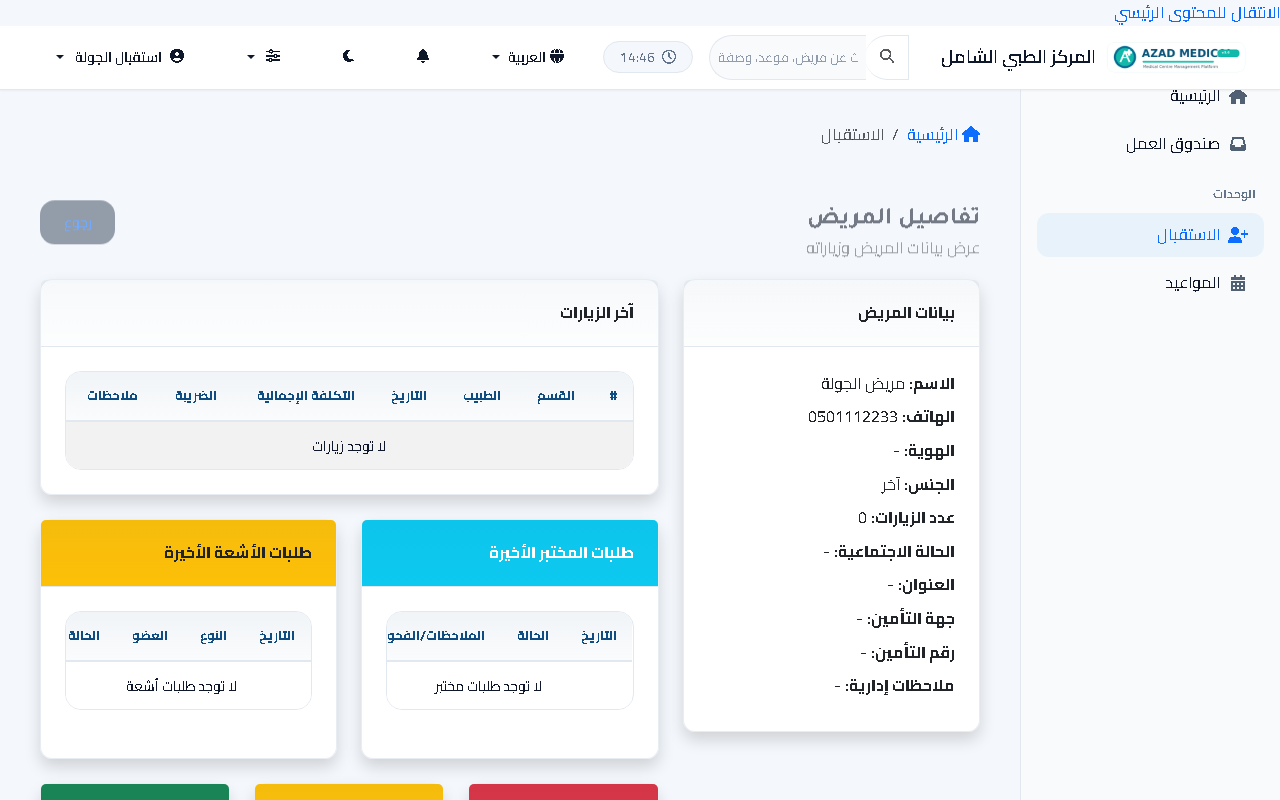 الانتقال للمحتوى الرئيسي
AZAD MEDIC
Medical Centre Management Platform
المركز الطبي الشامل
14:46
العربية
استقبال الجولة
الرئيسية
صندوق العمل
الوحدات
الاستقبال
المواعيد
الرئيسية / الاستقبال
تفاصيل المريض
عرض بيانات المريض وزياراته
بيانات المريض
الاسم: مريض الجولة
الهاتف: 0501112233
الهوية: -
الجنس: آخر
عدد الزيارات: 0
الحالة الاجتماعية: -
العنوان: -
جهة التأمين: -
رقم التأمين: -
ملاحظات إدارية: -
آخر الزيارات
# القسم الطبيب التاريخ التكلفة الإجمالية الضريبة ملاحظات
لا توجد زيارات
طلبات المختبر الأخيرة
التاريخ الحالة الملاحظات/الفحو
لا توجد طلبات مختبر
طلبات الأشعة الأخيرة
التاريخ النوع العضو الحالة
لا توجد طلبات أشعة